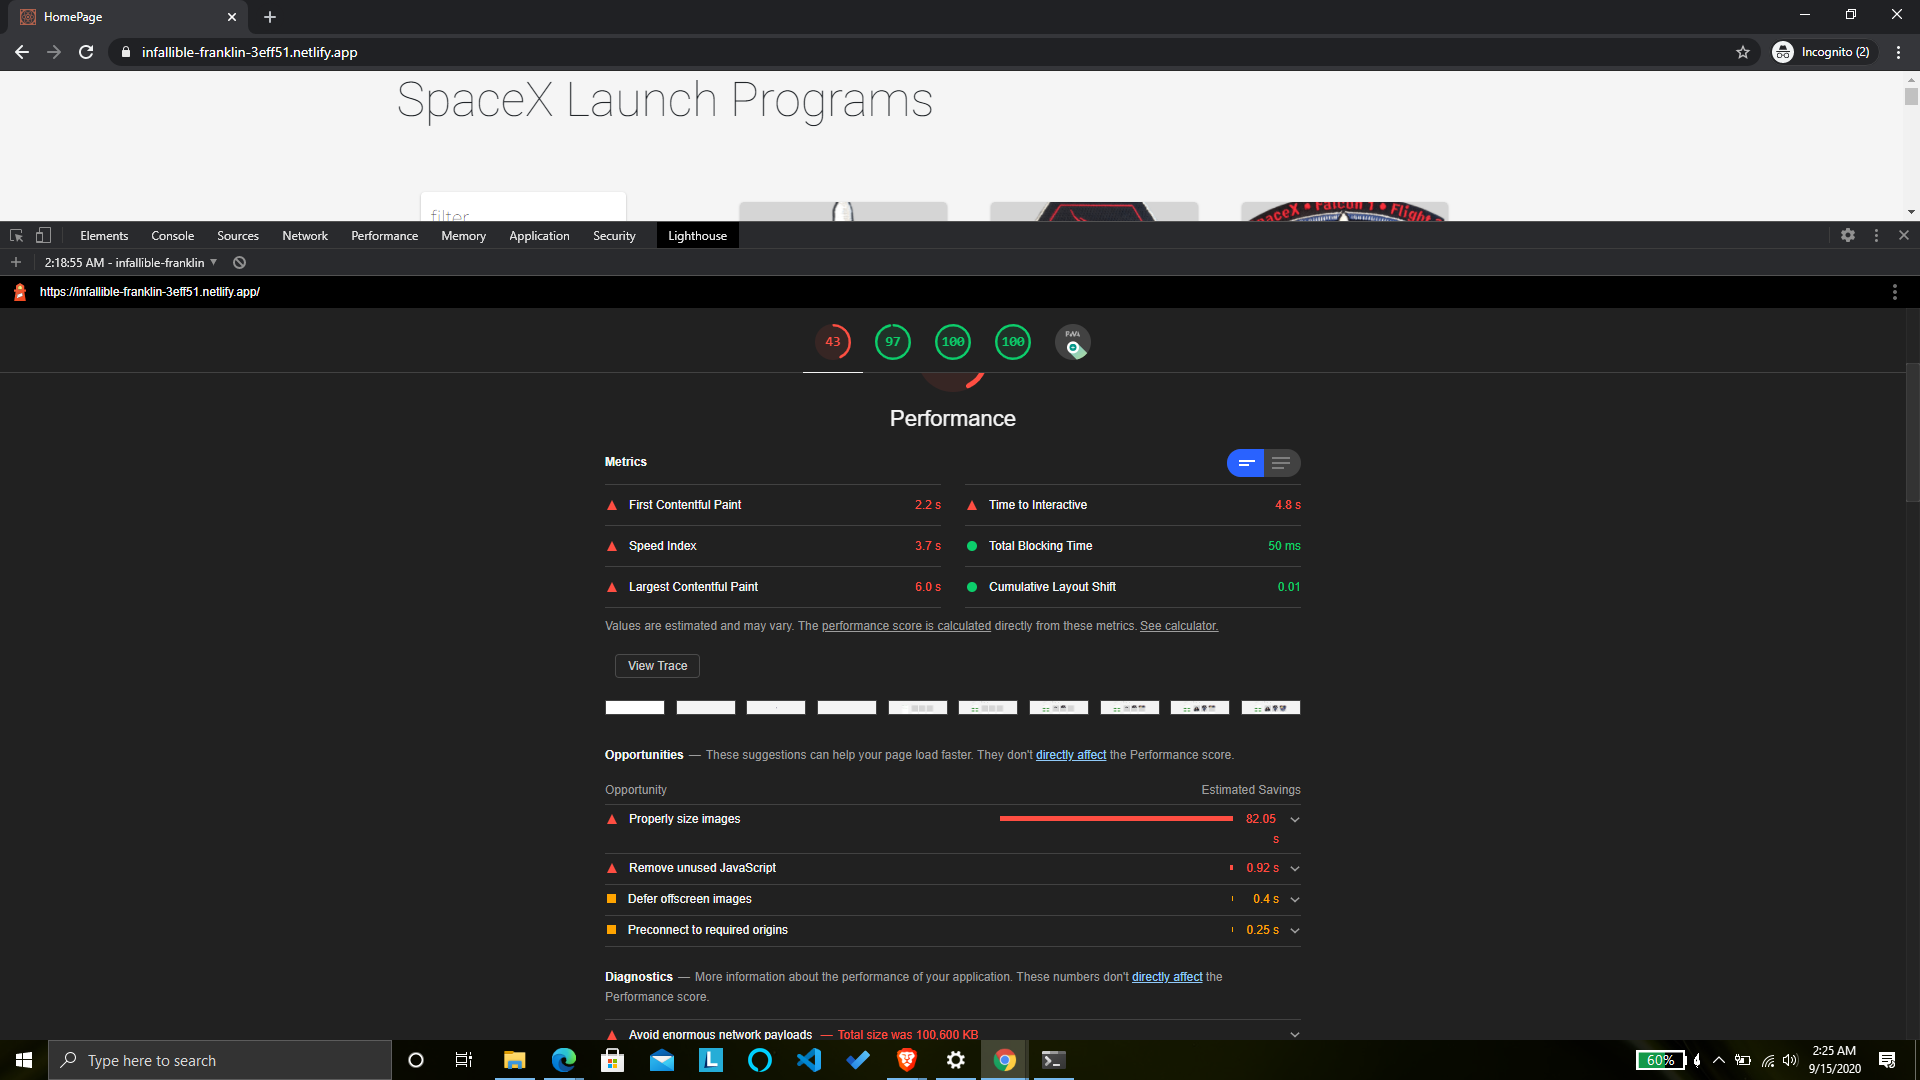 HomePage
infallible-franklin-3eff51.netlify.app
Incognito (2)
SpaceX Launch Programs
filter
SpaceX • Falcon 1 • Flight
Elements Console Sources Network Performance Memory Application Security Lighthouse
2:18:55 AM - infallible-franklin
https://infallible-franklin-3eff51.netlify.app/
43 97 100 100 PWA
Performance
Metrics
First Contentful Paint 2.2 s Time to Interactive 4.8 s
Speed Index 3.7 s Total Blocking Time 50 ms
Largest Contentful Paint 6.0 s Cumulative Layout Shift 0.01
Values are estimated and may vary. The performance score is calculated directly from these metrics. See calculator.
View Trace
Opportunities — These suggestions can help your page load faster. They don't directly affect the Performance score.
Opportunity Estimated Savings
Properly size images 82.05
s
Remove unused JavaScript 0.92 s
Defer offscreen images 0.4 s
Preconnect to required origins 0.25 s
Diagnostics — More information about the performance of your application. These numbers don't directly affect the
Performance score.
Avoid enormous network payloads — Total size was 100,600 KB
Type here to search
L
60%
2:25 AM
9/15/2020